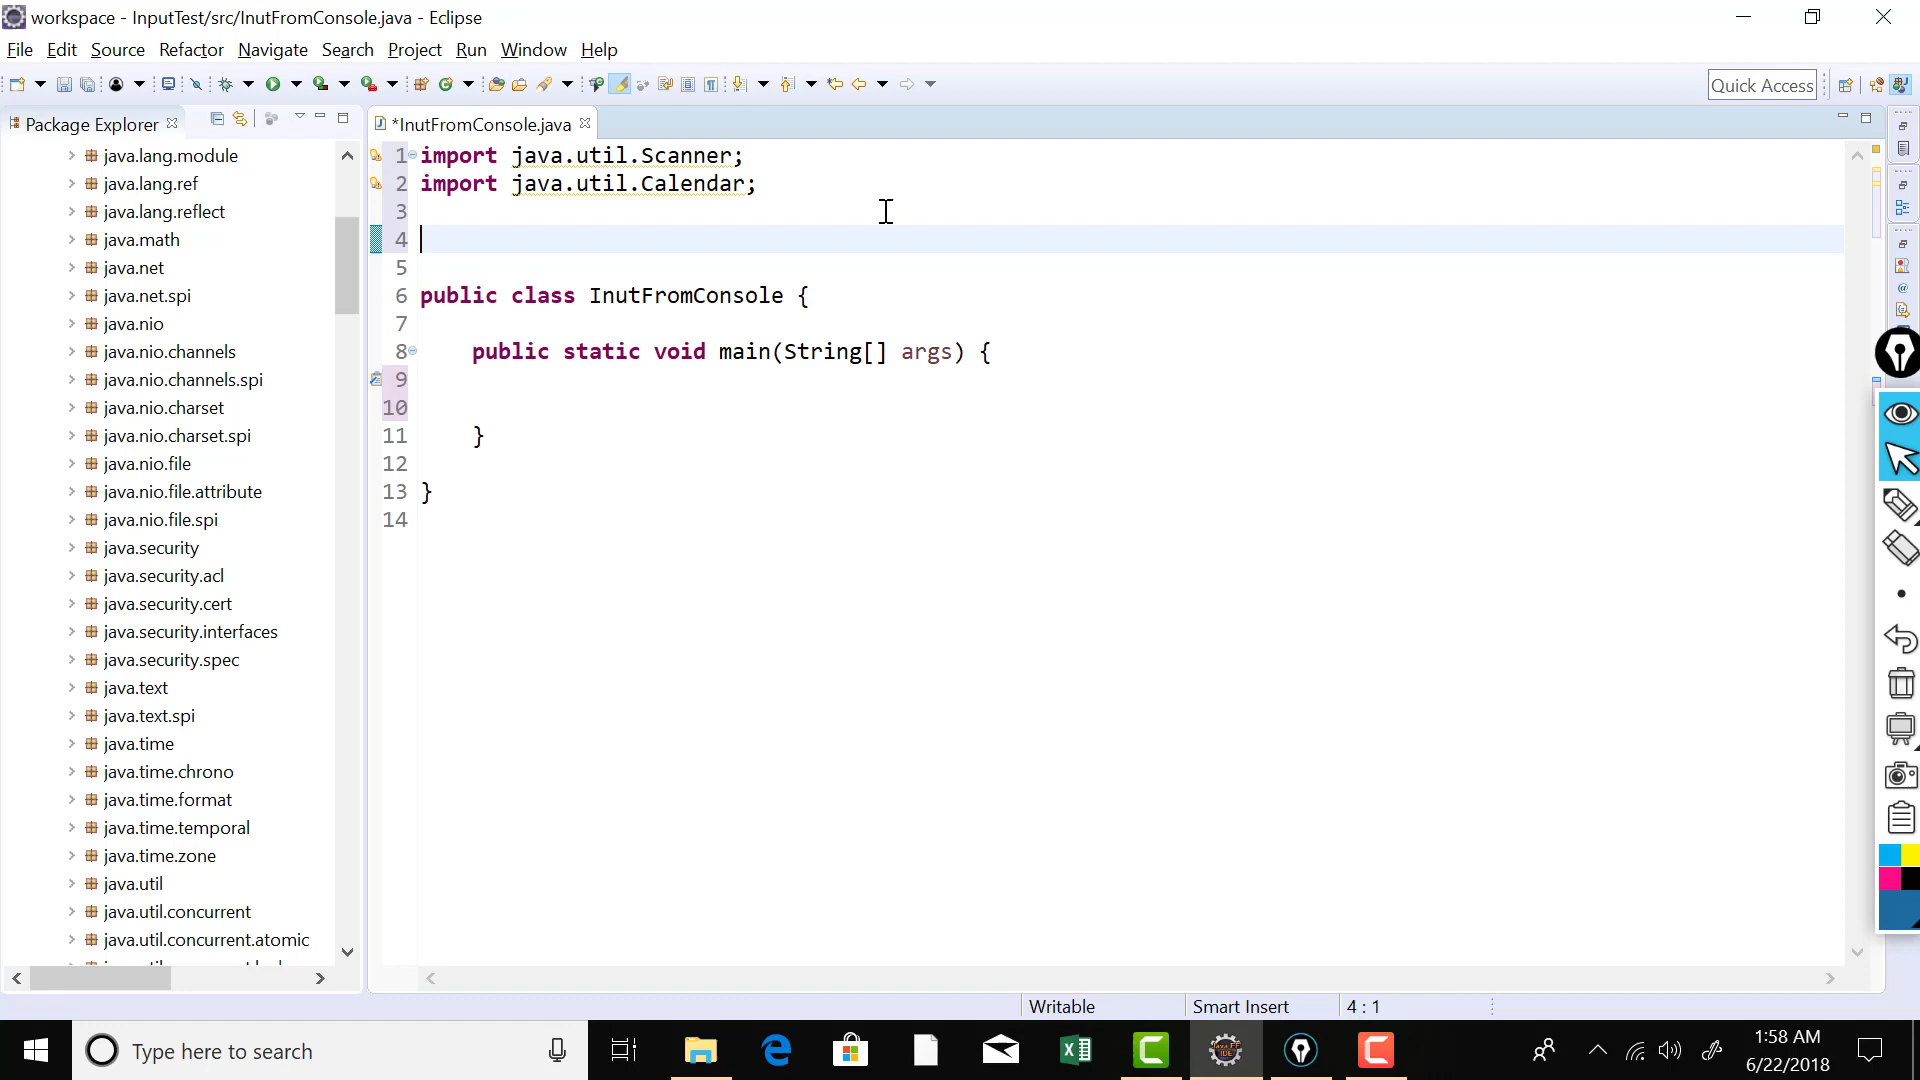 workspace - InputTest/src/InutFromConsole.java - Eclipse
File Edit Source Refactor Navigate Search Project Run Window Help
Quick Access
Package Explorer
*InutFromConsole.java
java.lang.module
java.lang.ref
java.lang.reflect
java.math
java.net
java.net.spi
java.nio
java.nio.channels
java.nio.channels.spi
java.nio.charset
java.nio.charset.spi
java.nio.file
java.nio.file.attribute
java.nio.file.spi
java.security
java.security.acl
java.security.cert
java.security.interfaces
java.security.spec
java.text
java.text.spi
java.time
java.time.chrono
java.time.format
java.time.temporal
java.time.zone
java.util
java.util.concurrent
java.util.concurrent.atomic
1 import java.util.Scanner;
2 import java.util.Calendar;
3
4
5
6 public class InutFromConsole {
7
8 public static void main(String[] args) {
9
10
11 }
12
13 }
14
Writable Smart Insert 4 : 1
Type here to search
Java EE
IDE
1:58 AM
6/22/2018